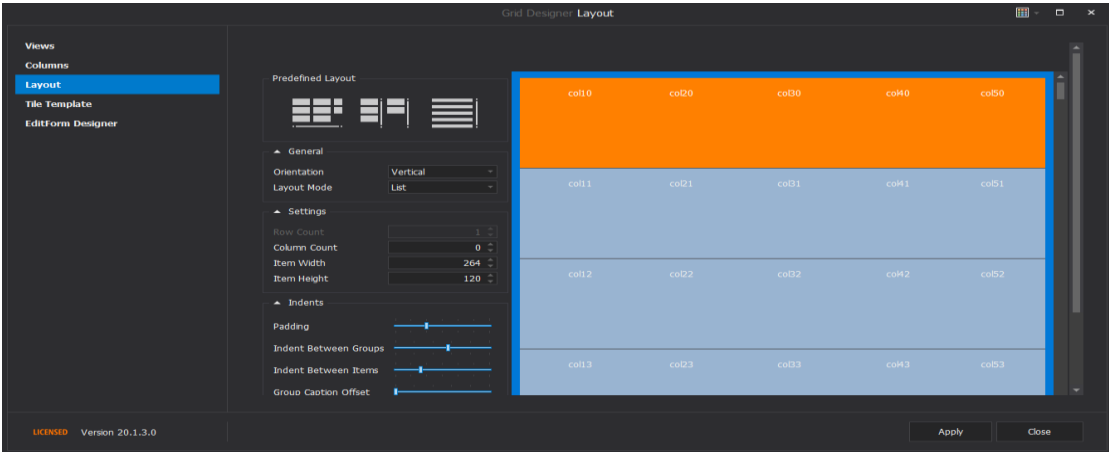 Grid Designer Layout
Views
Columns
Layout
Tile Template
EditForm Designer
Predefined Layout
General
Orientation Vertical
Layout Mode List
Settings
Row Count 1
Column Count 0
Item Width 264
Item Height 120
Indents
Padding
Indent Between Groups
Indent Between Items
Group Caption Offset
col10 col20 col30 col40 col50
col11 col21 col31 col41 col51
col12 col22 col32 col42 col52
col13 col23 col33 col43 col53
LICENSED Version 20.1.3.0
Apply Close